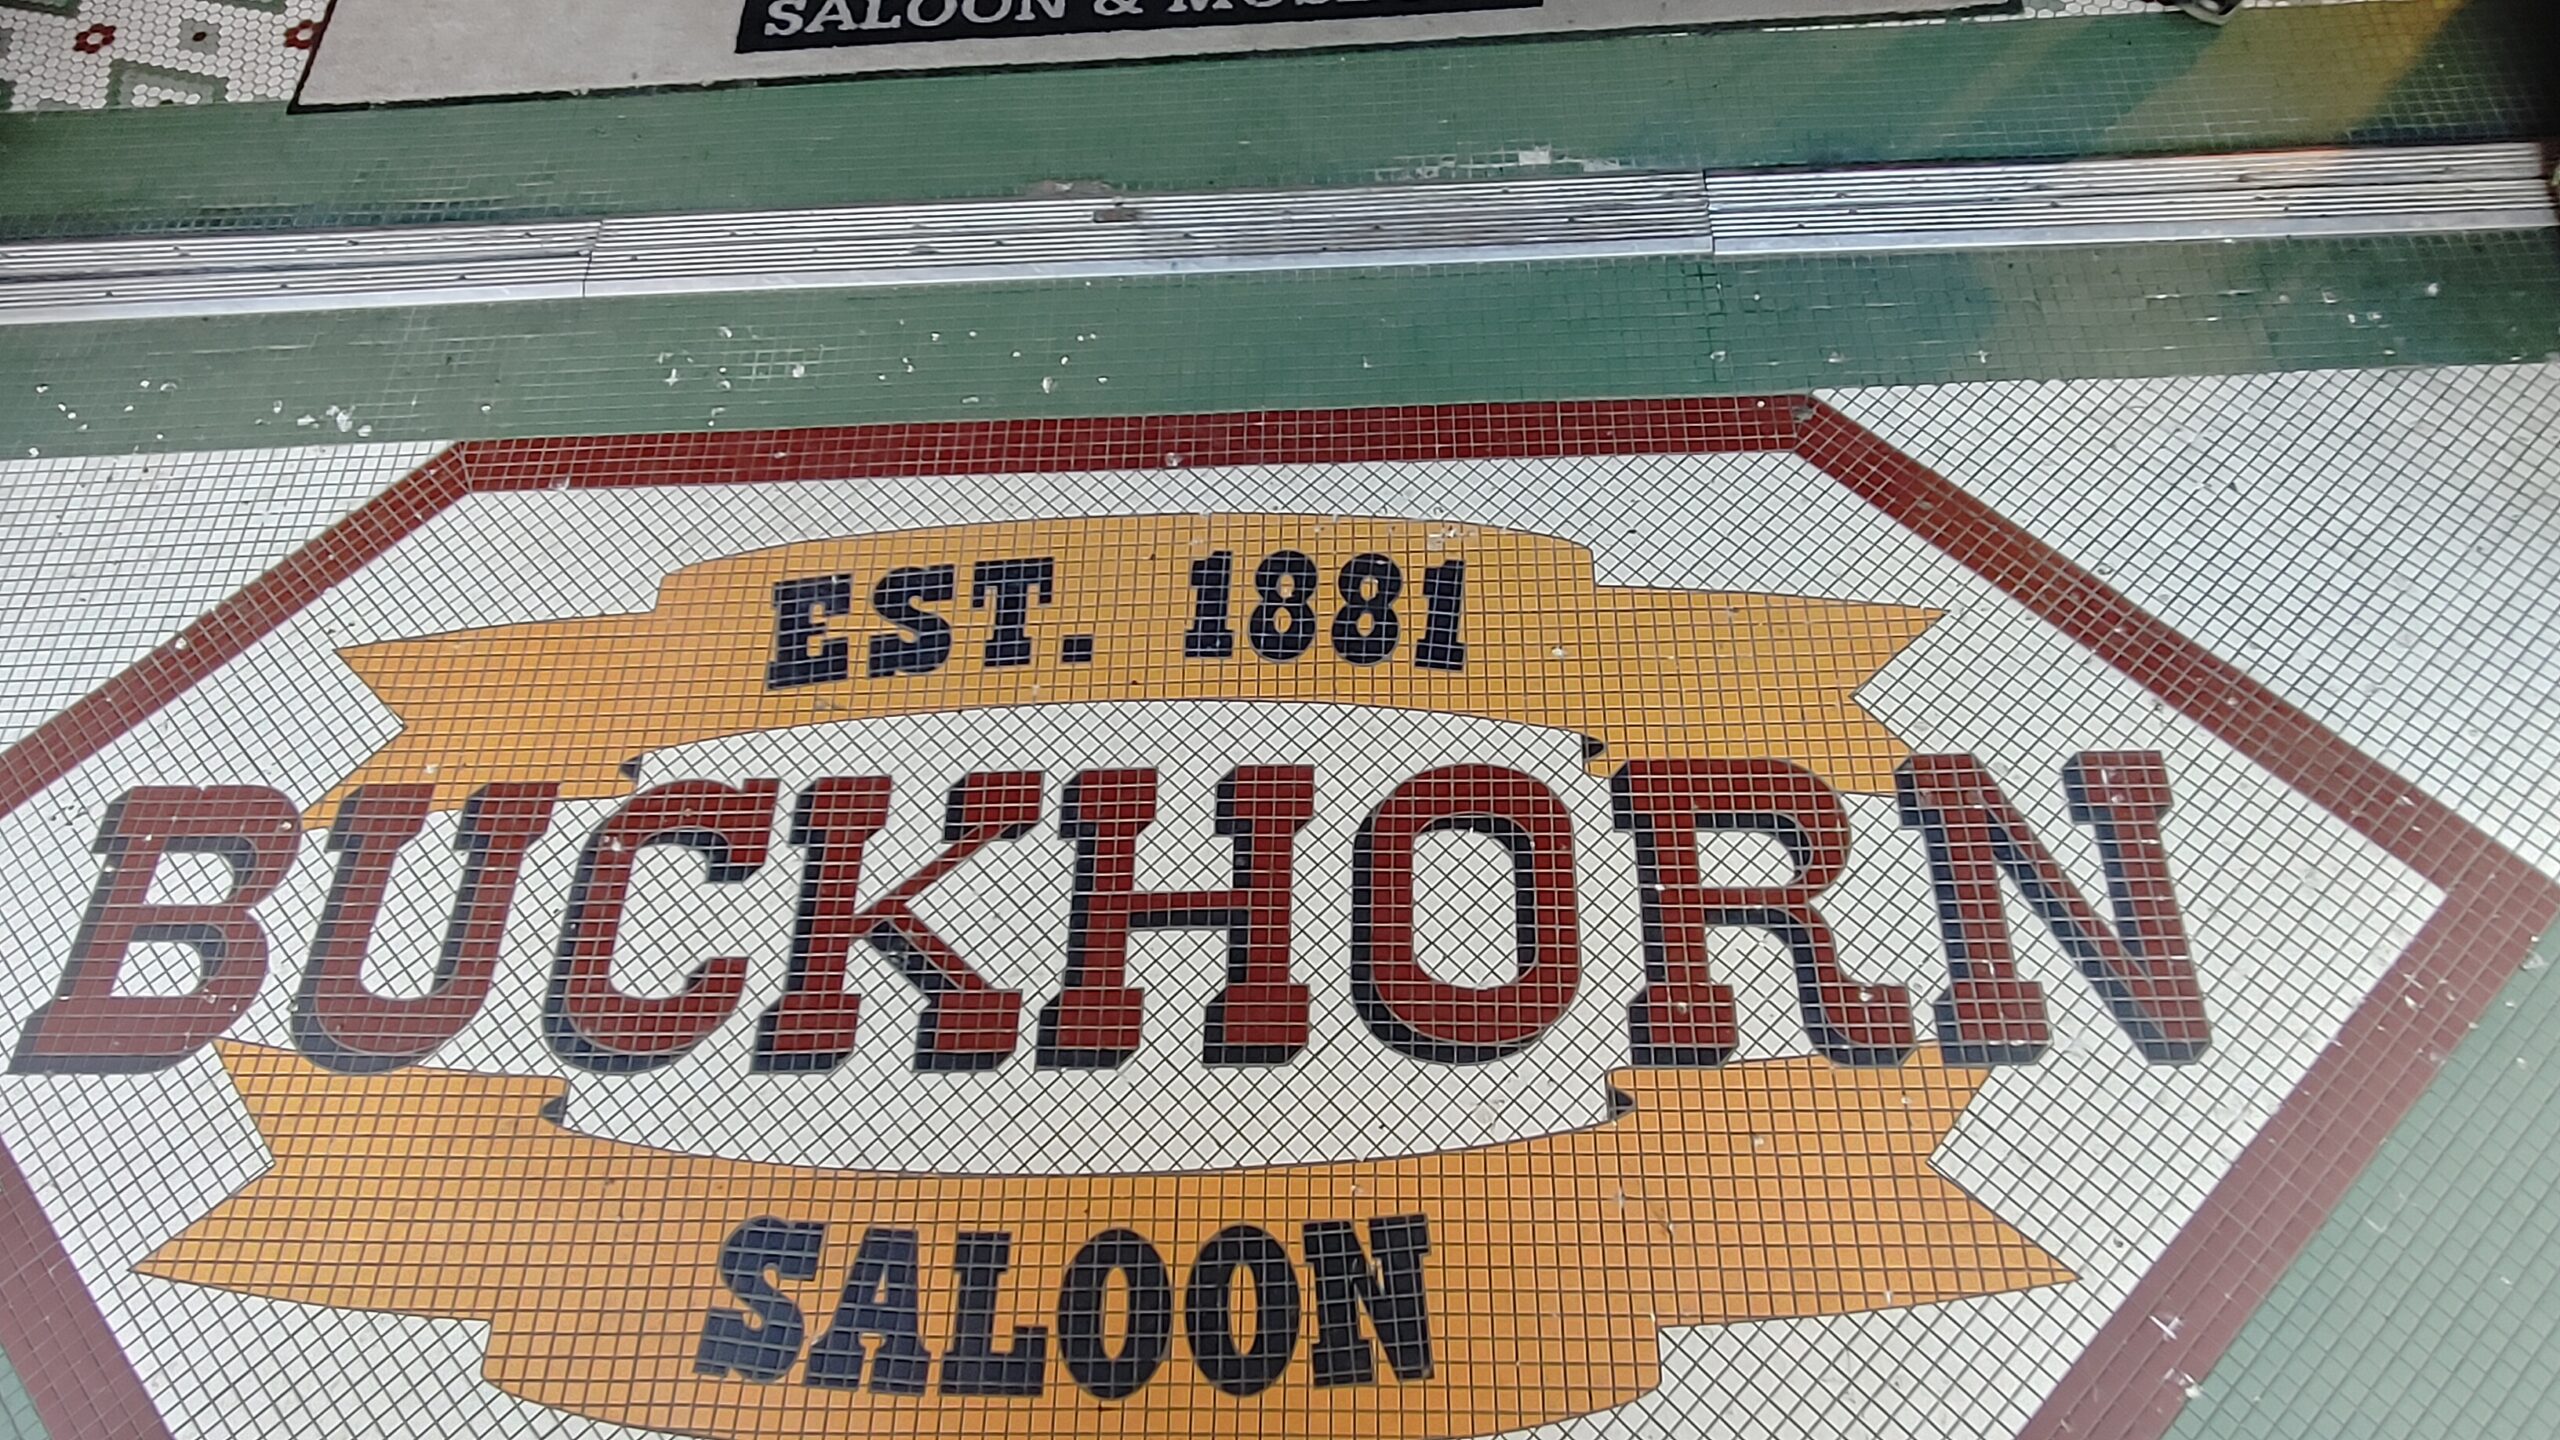 SALOON &
EST. 1881
BUCKHORN
SALOON